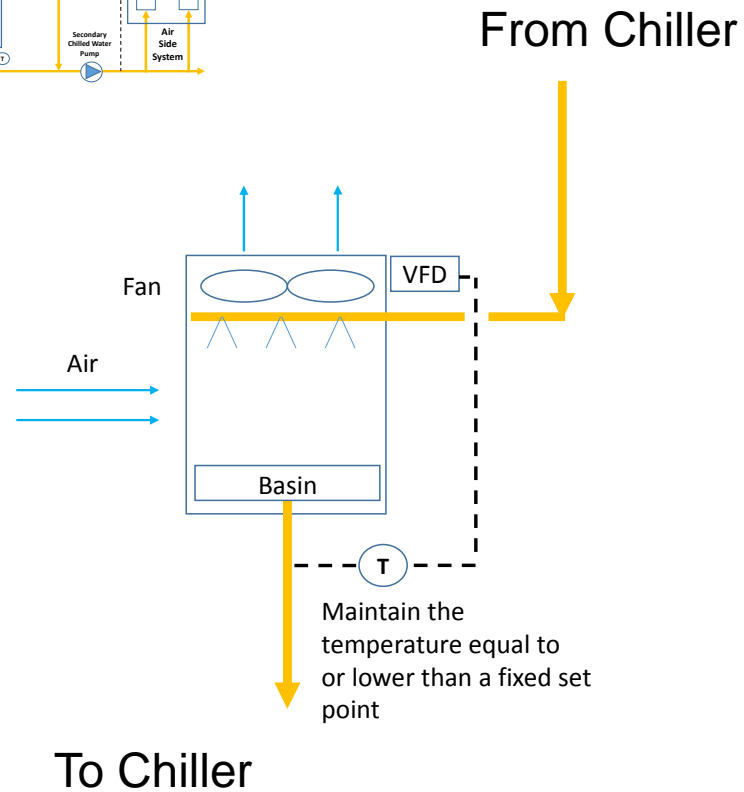 From Chiller
Secondary
Chilled Water
Pump
Air
Side
System
T
VFD
Fan
Air
Basin
T
Maintain the
temperature equal to
or lower than a fixed set
point
To Chiller